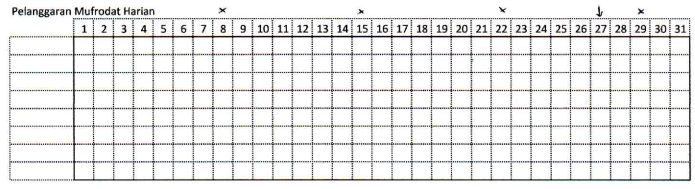 Pelanggaran Mufrodat Harian × × × ↓ ×
1 2 3 4 5 6 7 8 9 10 11 12 13 14 15 16 17 18 19 20 21 22 23 24 25 26 27 28 29 30 31